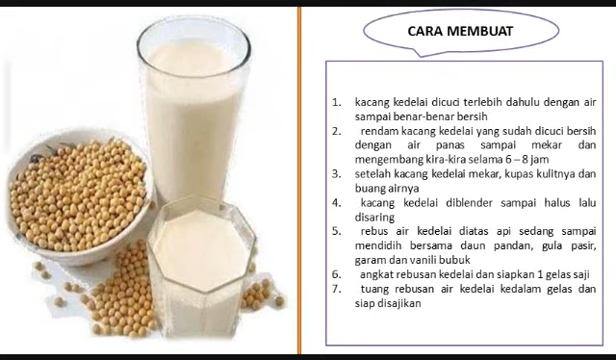 CARA MEMBUAT
1. kacang kedelai dicuci terlebih dahulu dengan air
sampai benar-benar bersih
2. rendam kacang kedelai yang sudah dicuci bersih
dengan air panas sampai mekar dan
mengembang kira-kira selama 6 – 8 jam
3. setelah kacang kedelai mekar, kupas kulitnya dan
buang airnya
4. kacang kedelai diblender sampai halus lalu
disaring
5. rebus air kedelai diatas api sedang sampai
mendidih bersama daun pandan, gula pasir,
garam dan vanili bubuk
6. angkat rebusan kedelai dan siapkan 1 gelas saji
7. tuang rebusan air kedelai kedalam gelas dan
siap disajikan